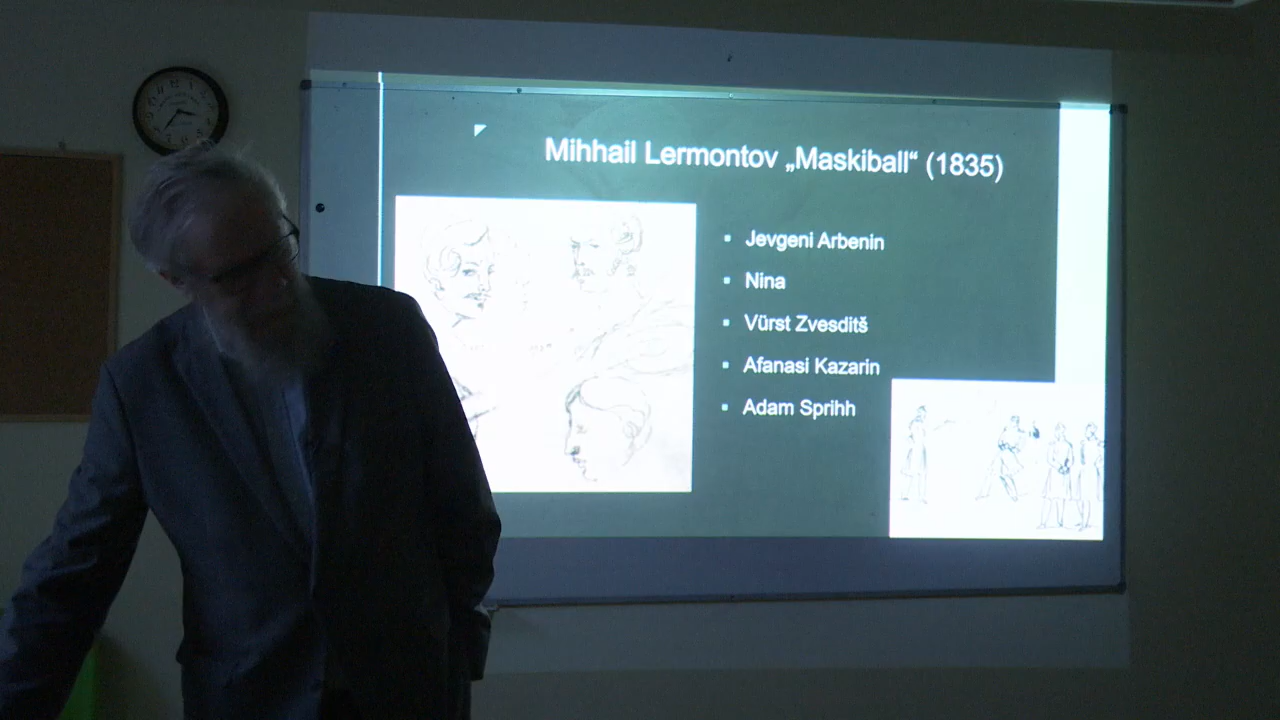 Mihhail Lermontov „Maskiball“ (1835)
Jevgeni Arbenin
Nina
Vürst Zvesditš
Afanasi Kazarin
Adam Sprihh